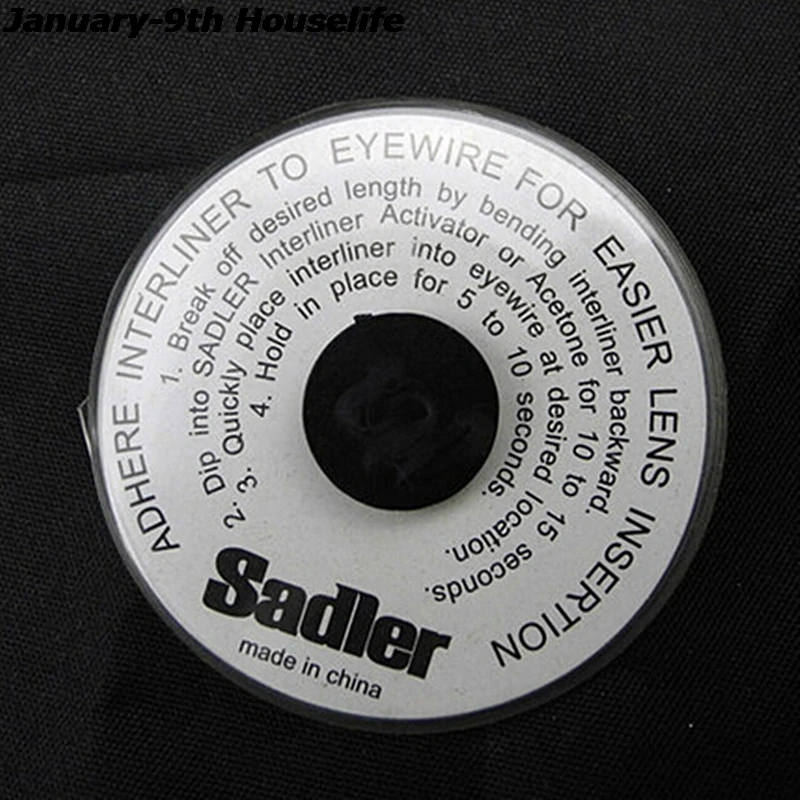 January-9th Houselife
ADHERE INTERLINER TO EYEWIRE FOR EASIER LENS INSERTION
1. Break off desired length by bending interliner backward.
2. Dip into SADLER Interliner Activator or Acetone for 10 to 15 seconds.
3. Quickly place interliner into eyewire at desired location.
4. Hold in place for 5 to 10 seconds.
Sadler
made in china